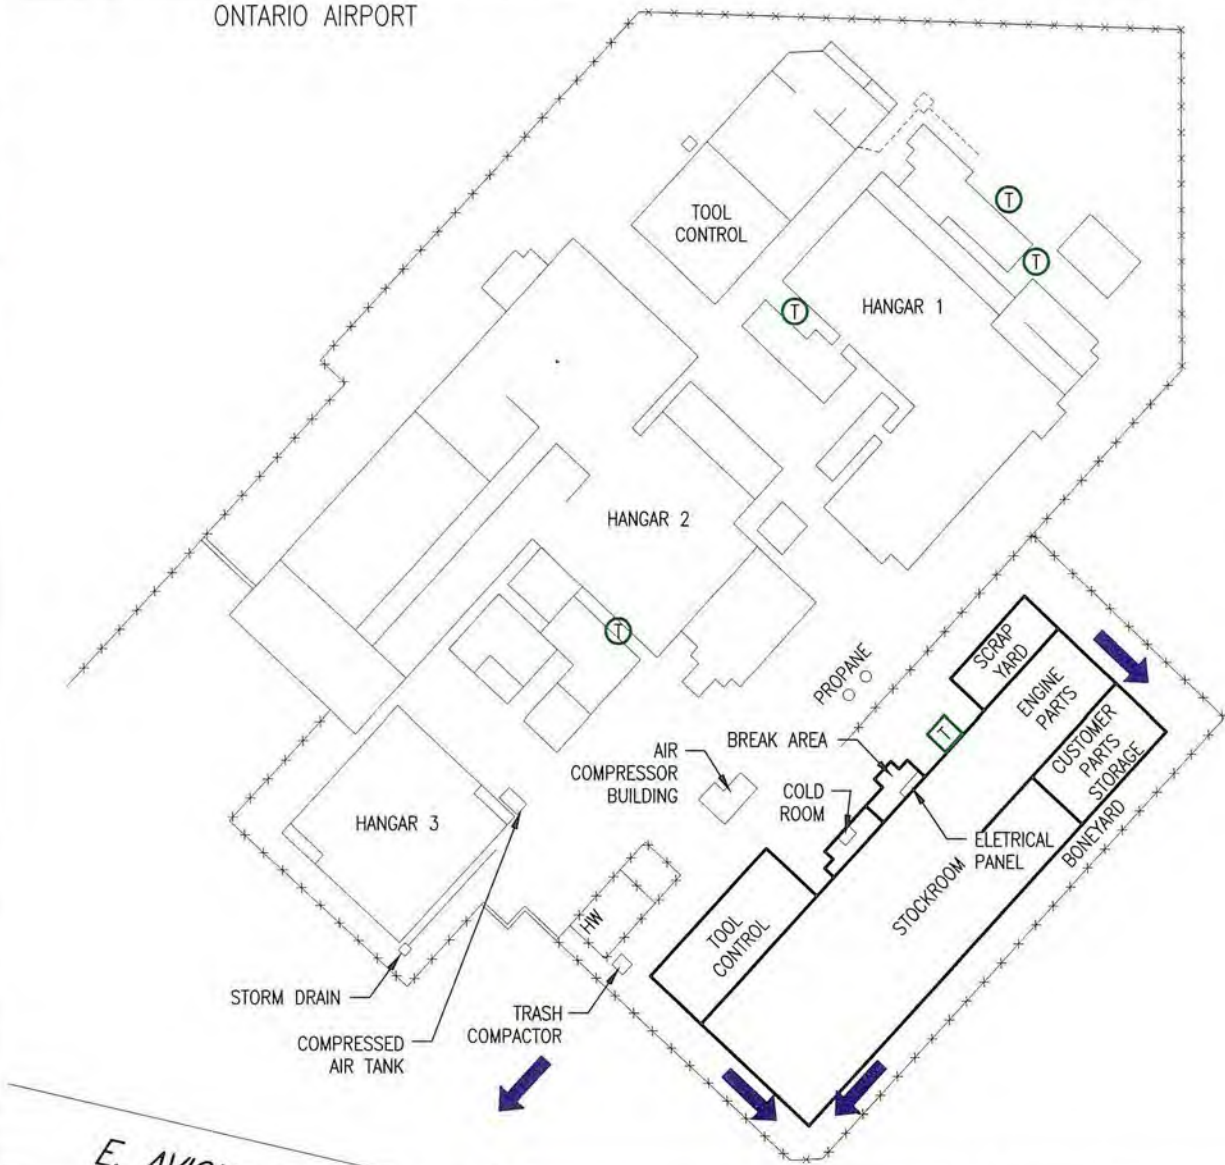 ONTARIO AIRPORT
TOOL
CONTROL
T
T
T
HANGAR 1
HANGAR 2
T
SCRAP
YARD
PROPANE
ENGINE
PARTS
T
BREAK AREA
CUSTOMER
PARTS
STORAGE
AIR
COMPRESSOR
BUILDING
COLD
ROOM
HANGAR 3
ELETRICAL
PANEL
BONEYARD
STOCKROOM
HW
TOOL
CONTROL
STORM DRAIN
TRASH
COMPACTOR
COMPRESSED
AIR TANK